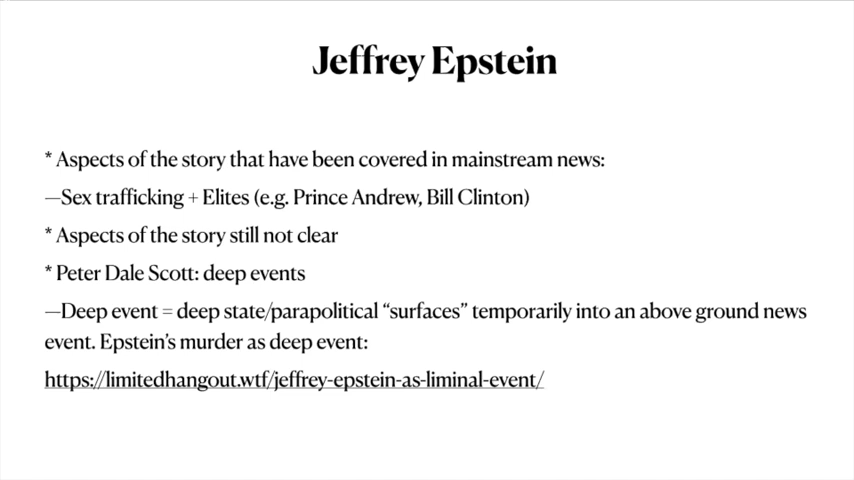 Jeffrey Epstein
* Aspects of the story that have been covered in mainstream news:
—Sex trafficking + Elites (e.g. Prince Andrew, Bill Clinton)
* Aspects of the story still not clear
* Peter Dale Scott: deep events
—Deep event = deep state/parapolitical “surfaces” temporarily into an above ground news
event. Epstein’s murder as deep event:
https://limitedhangout.wtf/jeffrey-epstein-as-liminal-event/